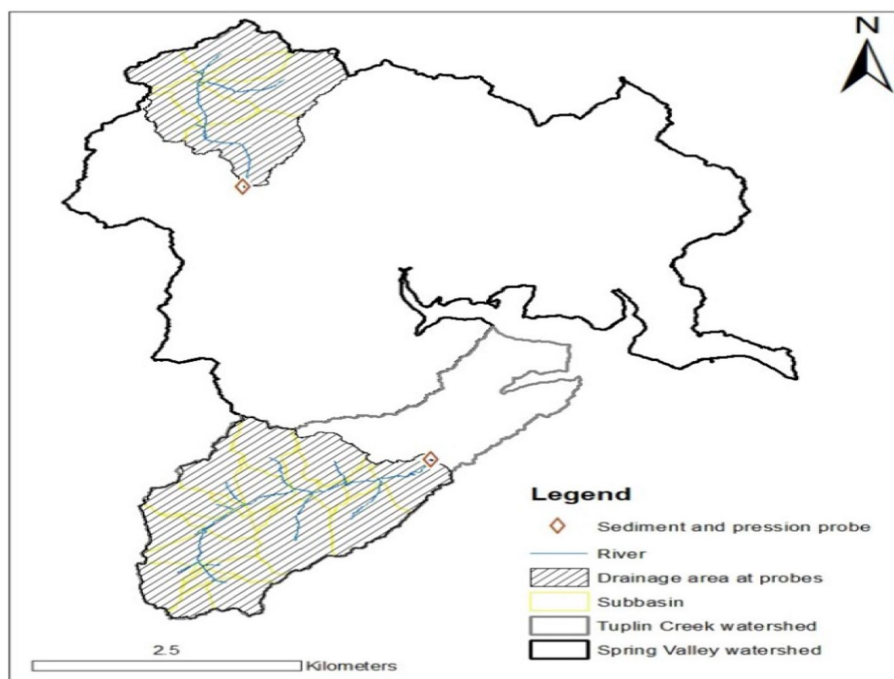 N
Legend
Sediment and pression probe
River
Drainage area at probes
Subbasin
Tuplin Creek watershed
Spring Valley watershed
2.5
Kilometers